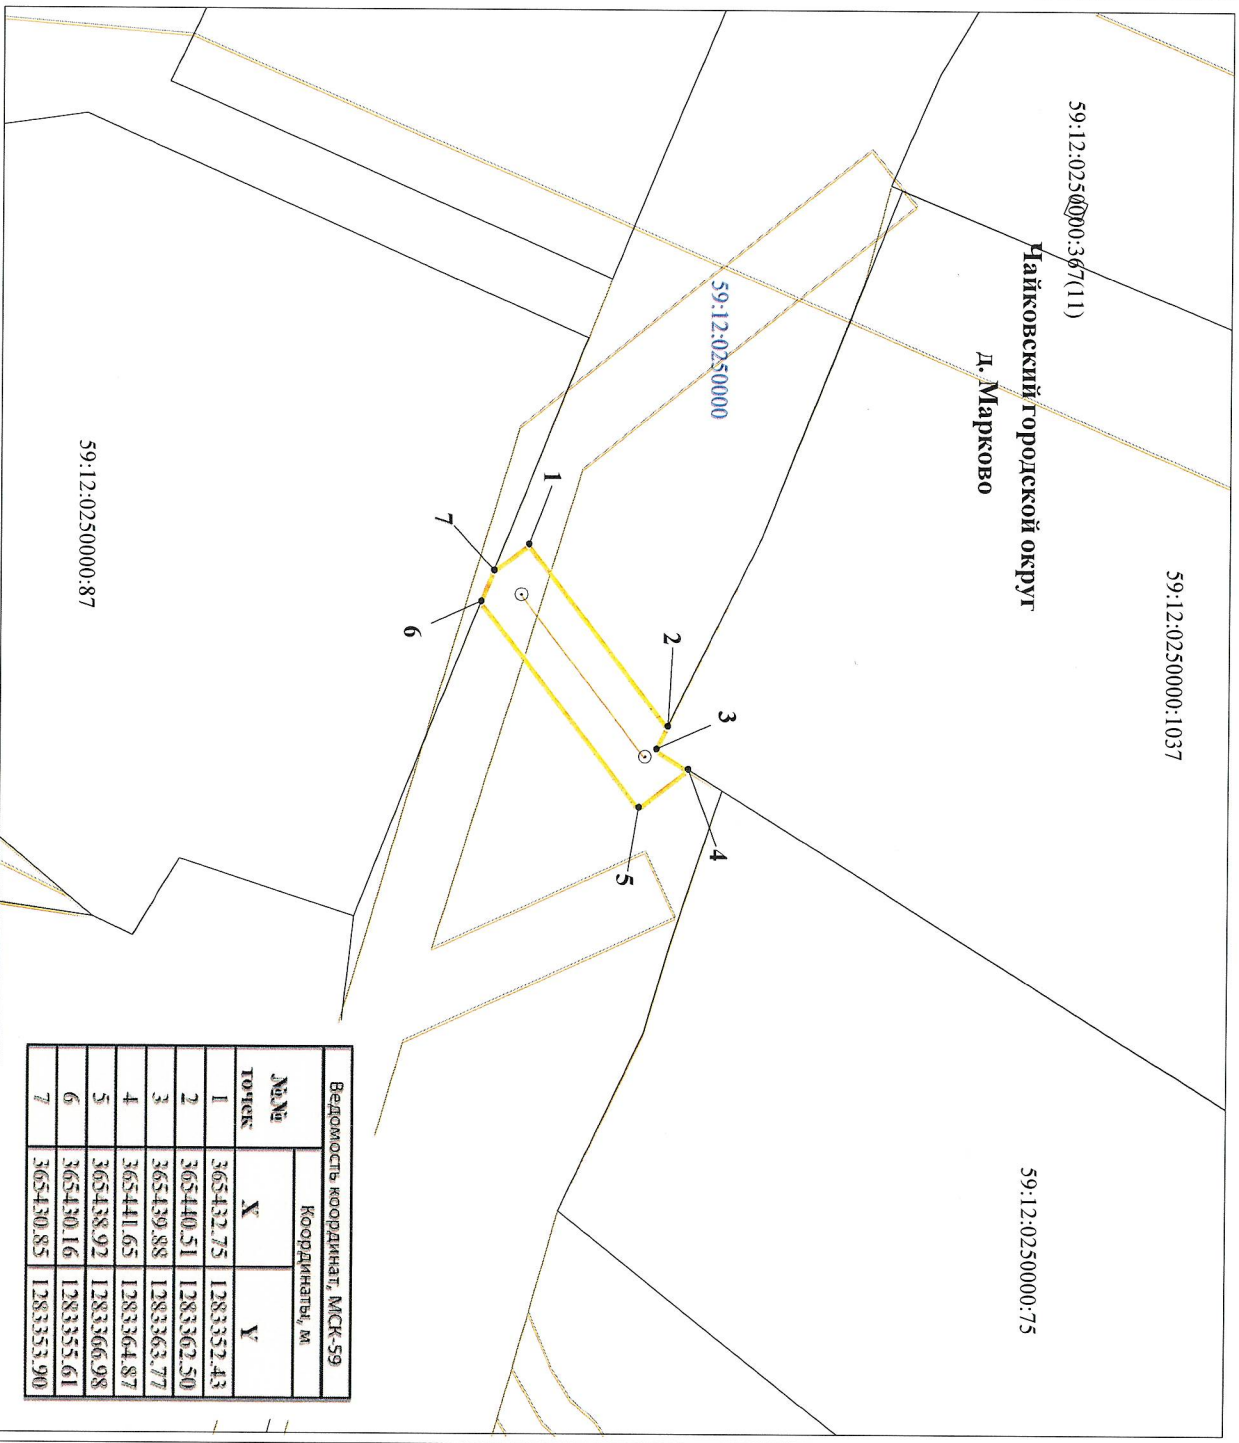 59:12:0250000:367(11)
Чайковский городской округ
д. Марково
59:12:0250000:1037
59:12:0250000
59:12:0250000:75
59:12:0250000:87
1
2
3
4
5
6
7
Ведомость координат, МСК-59
№№ точек
Координаты, м
X Y
1 365432.75 1283352.43
2 365440.51 1283362.50
3 365439.88 1283363.77
4 365441.65 1283364.87
5 365438.92 1283366.98
6 365430.16 1283355.61
7 365430.85 1283353.90